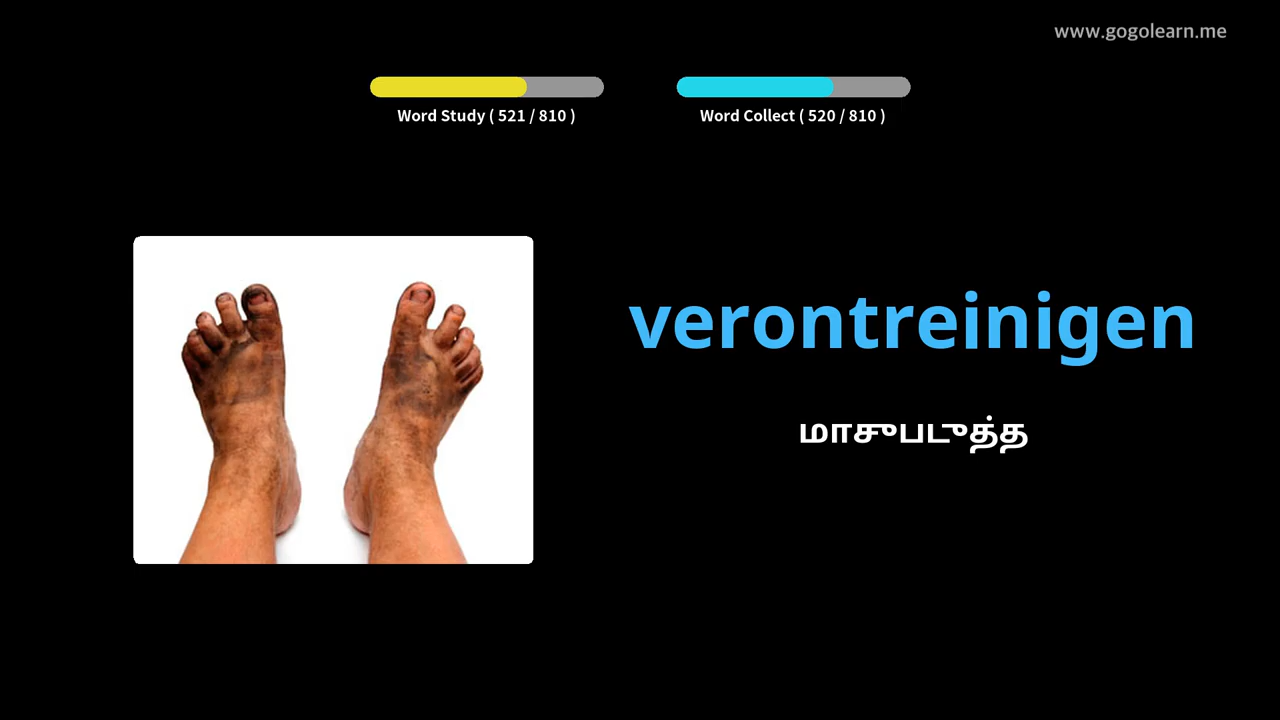 www.gogolearn.me
Word Study ( 521 / 810 )
Word Collect ( 520 / 810 )
verontreinigen
மாசுபடுத்த